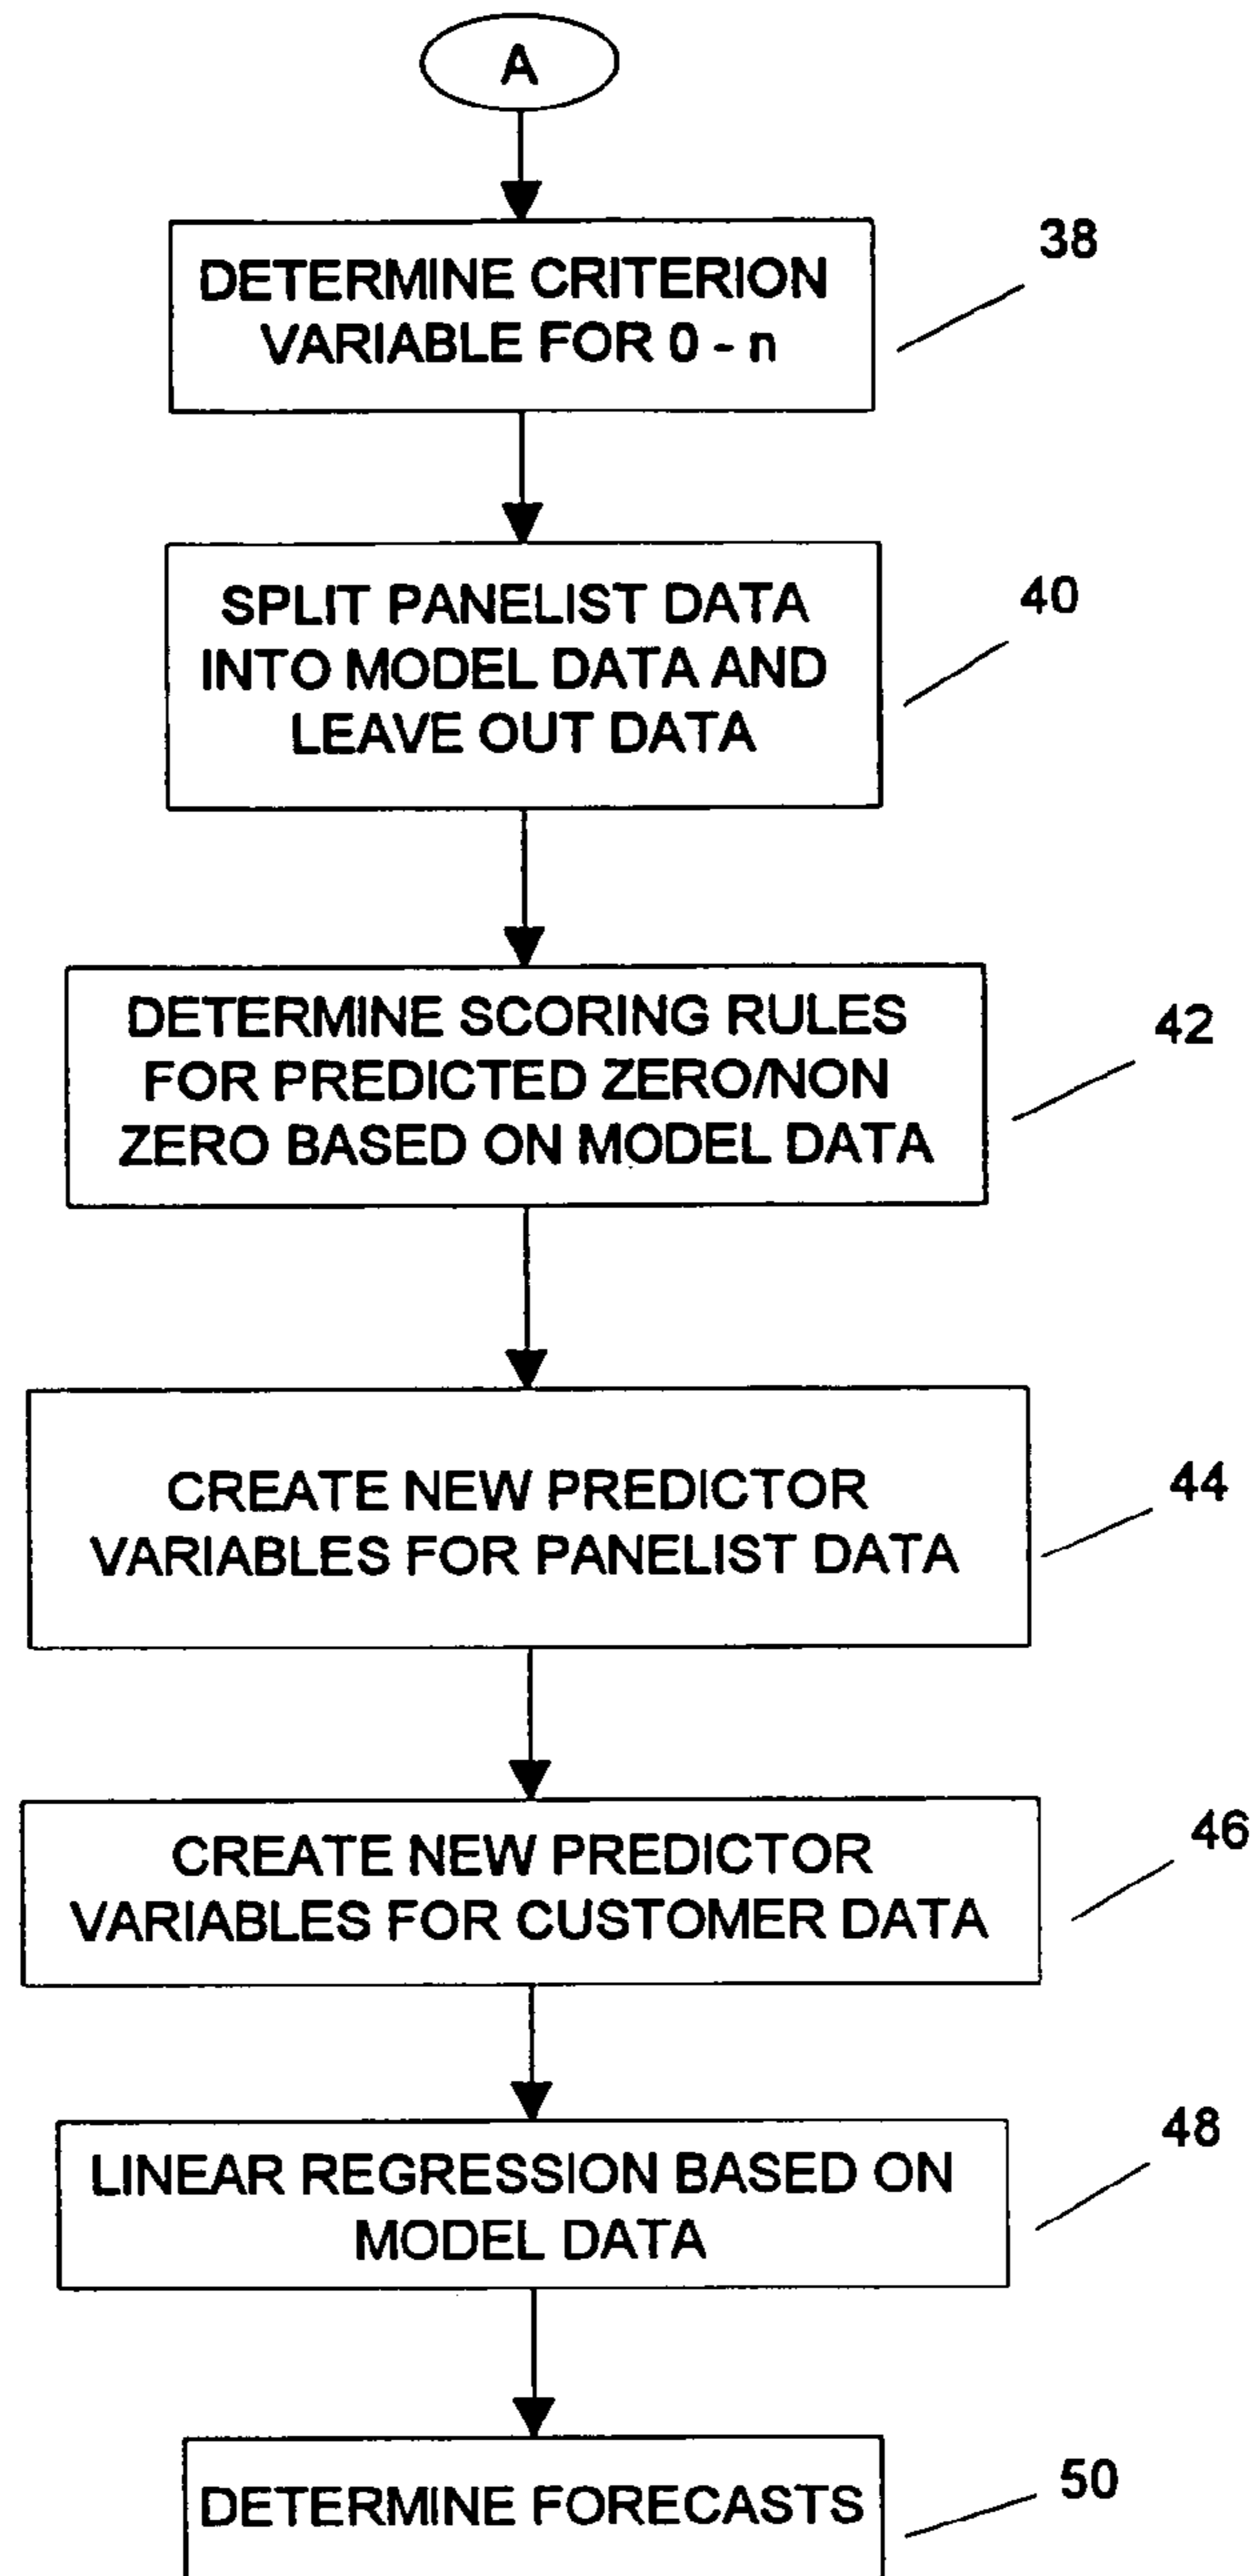 A
DETERMINE CRITERION
VARIABLE FOR 0 - n
38
SPLIT PANELIST DATA
INTO MODEL DATA AND
LEAVE OUT DATA
40
DETERMINE SCORING RULES
FOR PREDICTED ZERO/NON
ZERO BASED ON MODEL DATA
42
CREATE NEW PREDICTOR
VARIABLES FOR PANELIST DATA
44
CREATE NEW PREDICTOR
VARIABLES FOR CUSTOMER DATA
46
LINEAR REGRESSION BASED ON
MODEL DATA
48
DETERMINE FORECASTS
50